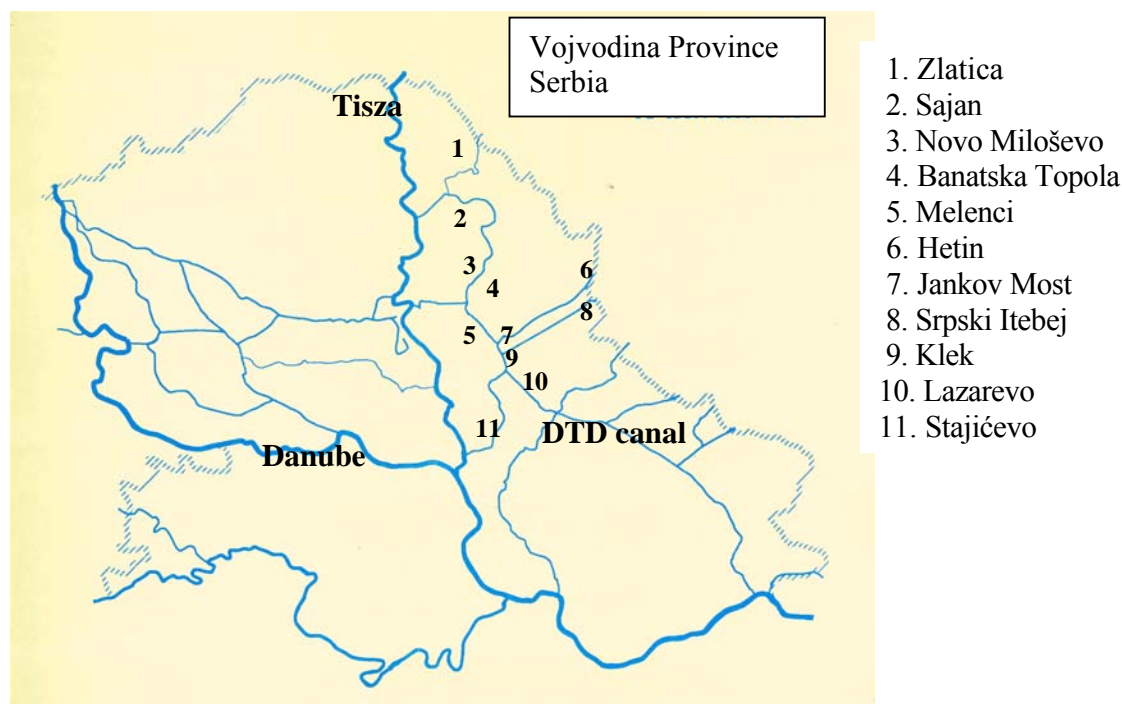 Vojvodina Province
Serbia
Tisza
1
2
3
4
5
6
7
8
9
10
11
DTD canal
Danube
1. Zlatica
2. Sajan
3. Novo Miloševo
4. Banatska Topola
5. Melenci
6. Hetin
7. Jankov Most
8. Srpski Itebej
9. Klek
10. Lazarevo
11. Stajićevo